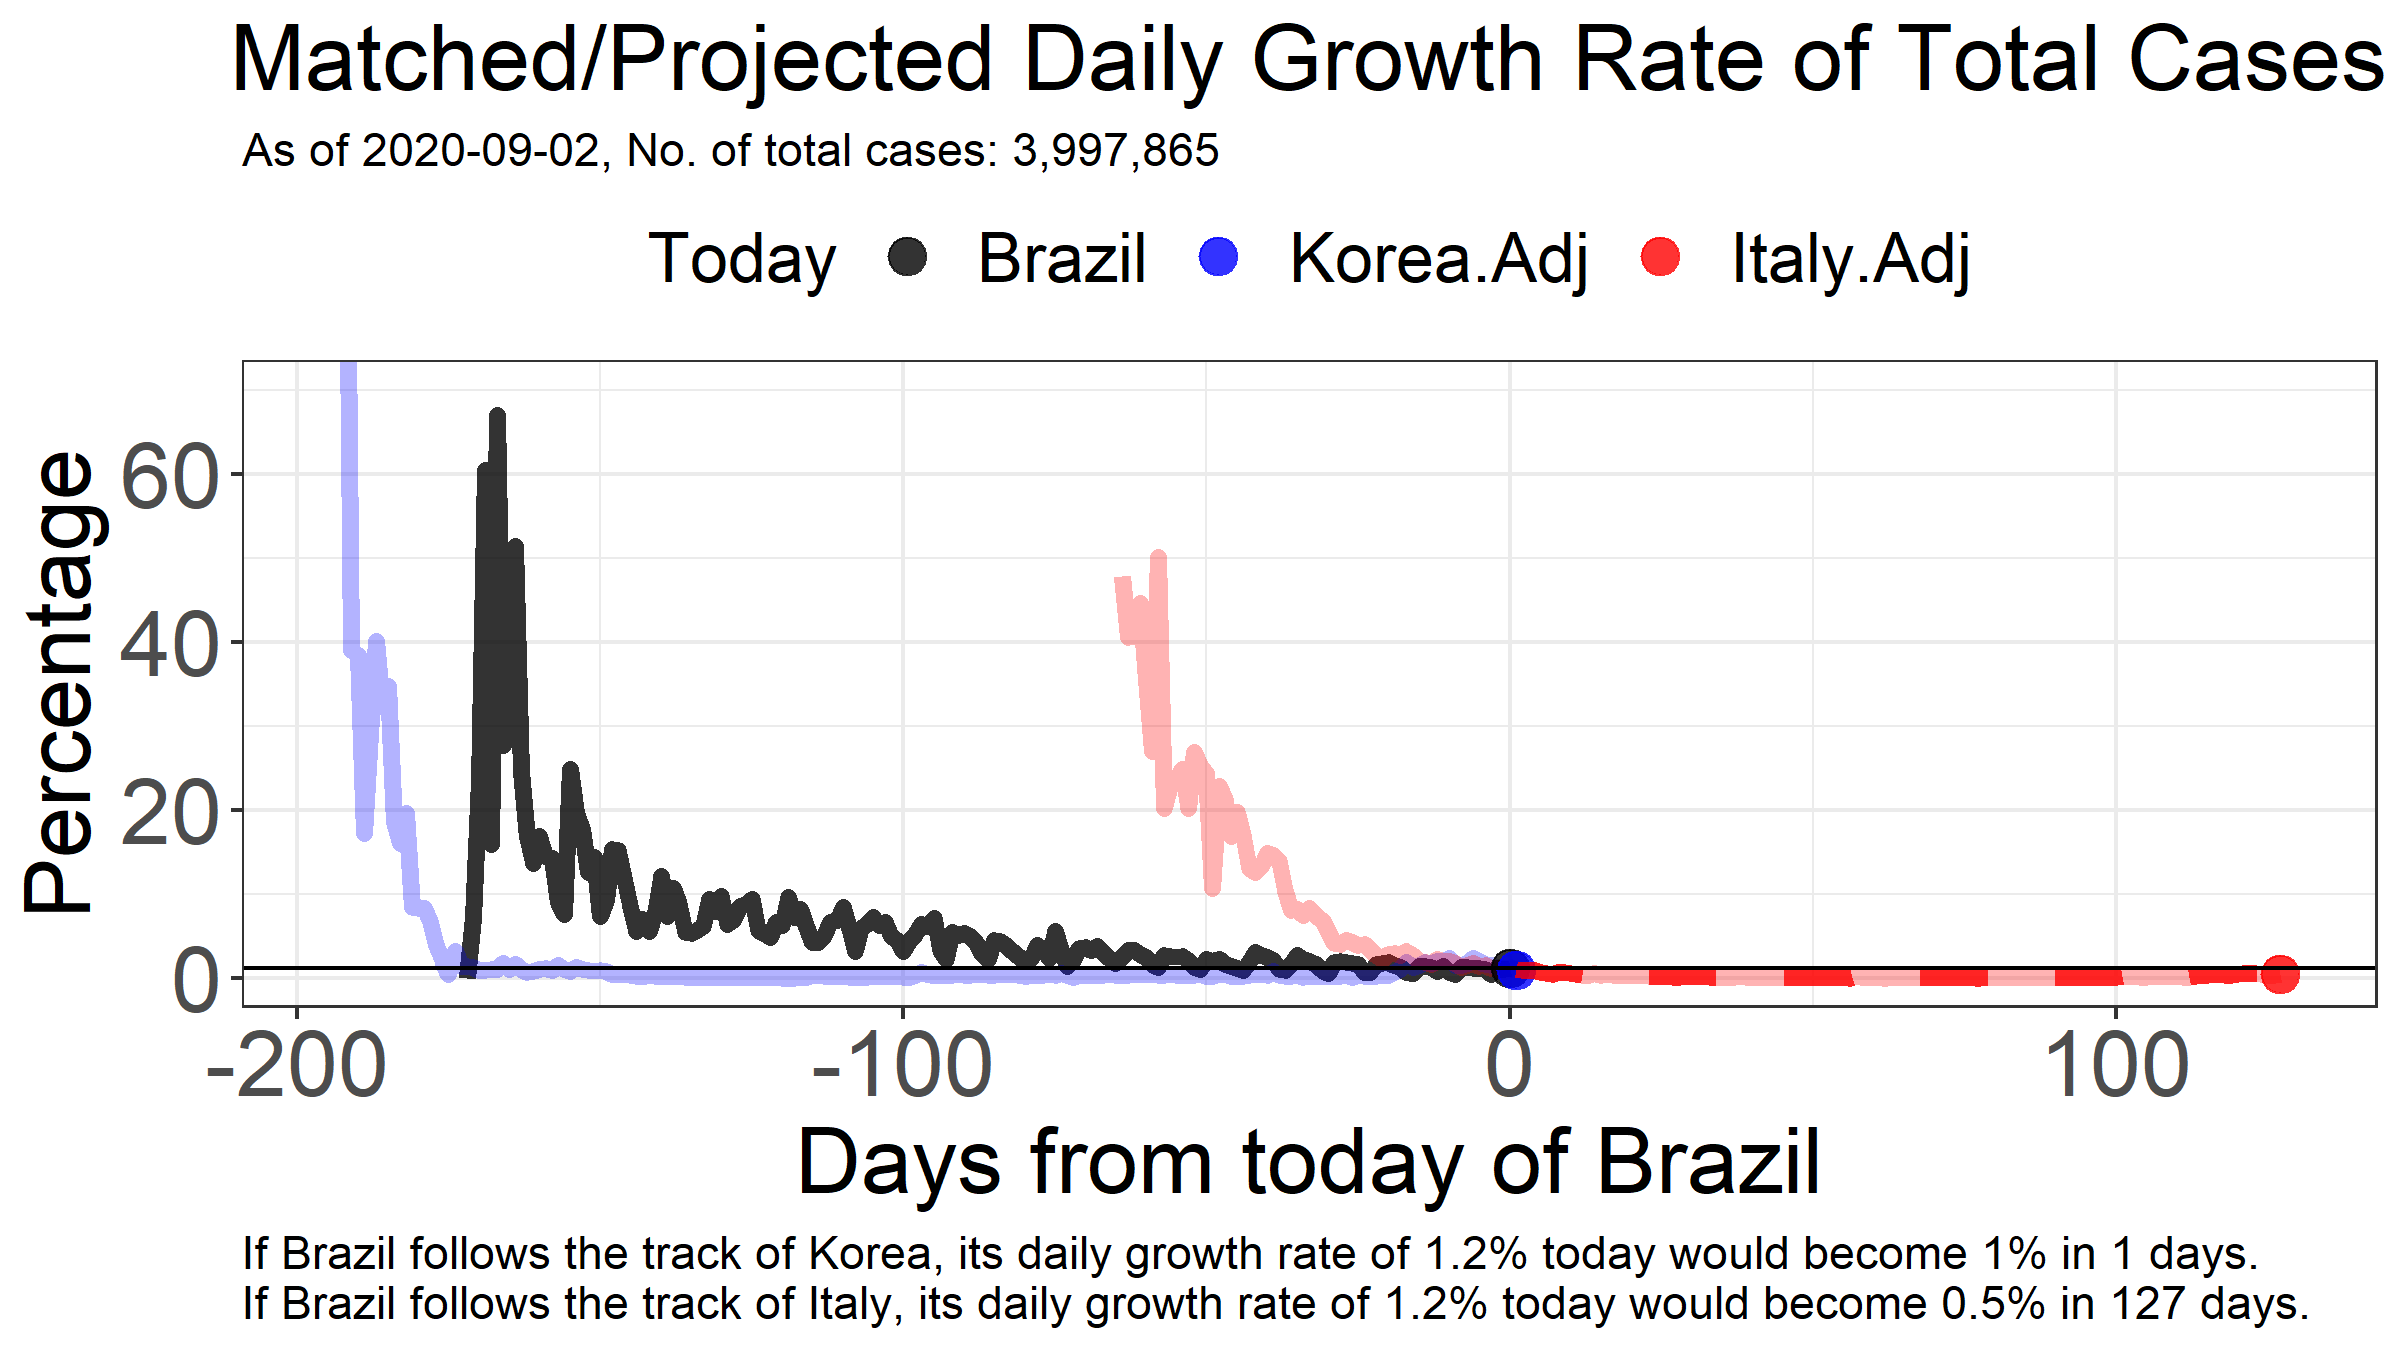 Matched/Projected Daily Growth Rate of Total Cases
As of 2020-09-02, No. of total cases: 3,997,865
Today Brazil Korea.Adj Italy.Adj
Percentage
60
40
20
0
-200 -100 0 100
Days from today of Brazil
If Brazil follows the track of Korea, its daily growth rate of 1.2% today would become 1% in 1 days.
If Brazil follows the track of Italy, its daily growth rate of 1.2% today would become 0.5% in 127 days.